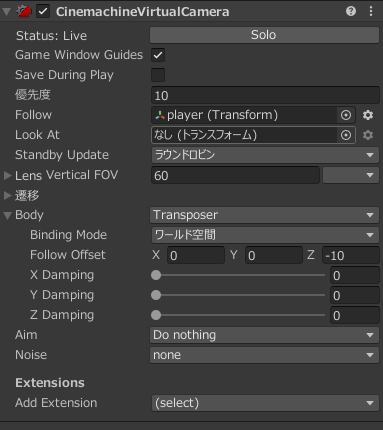 CinemachineVirtualCamera
Status: Live Solo
Game Window Guides
Save During Play
優先度 10
Follow player (Transform)
Look At なし (トランスフォーム)
Standby Update ラウンドロビン
Lens Vertical FOV 60
遷移
Body Transposer
Binding Mode ワールド空間
Follow Offset X 0 Y 0 Z -10
X Damping 0
Y Damping 0
Z Damping 0
Aim Do nothing
Noise none
Extensions
Add Extension (select)